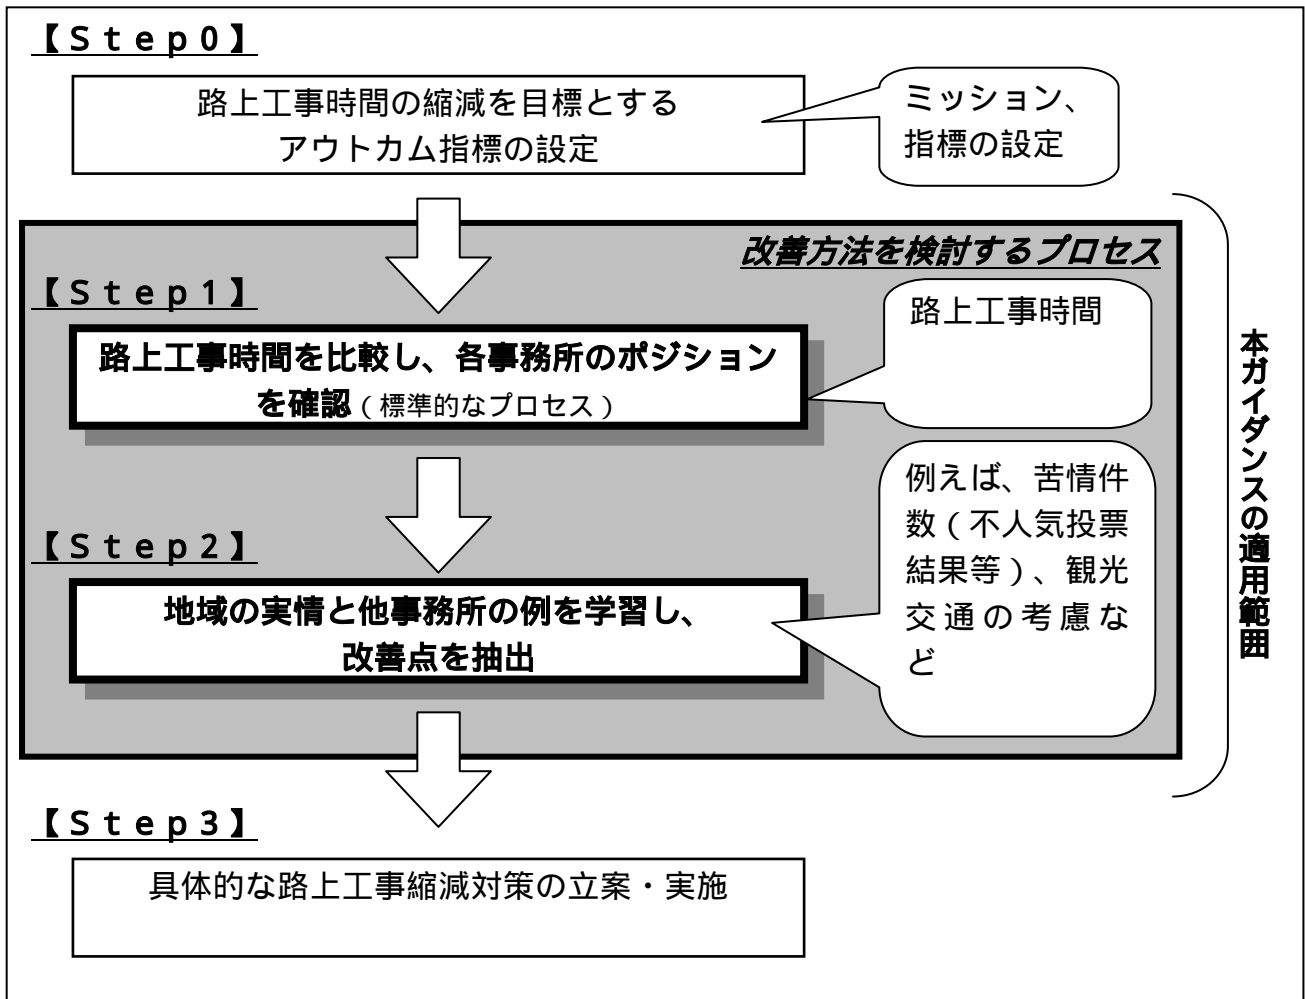 【Ｓｔｅｐ０】
路上工事時間の縮減を目標とする
アウトカム指標の設定
ミッション、
指標の設定
改善方法を検討するプロセス
【Ｓｔｅｐ１】
路上工事時間を比較し、各事務所のポジション
を確認（標準的なプロセス）
路上工事時間
【Ｓｔｅｐ２】
地域の実情と他事務所の例を学習し、
改善点を抽出
例えば、苦情件
数（不人気投票
結果等）、観光
交通の考慮な
ど
本ガイダンスの適用範囲
【Ｓｔｅｐ３】
具体的な路上工事縮減対策の立案・実施